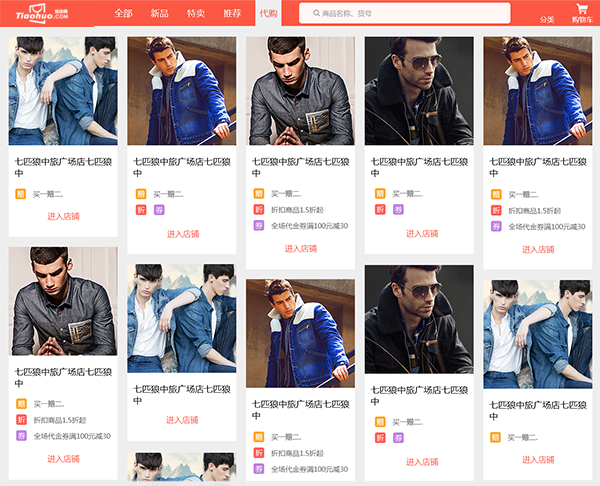 Tiaohuo.COM
全部 新品 特卖 推荐 代购
商品名称、货号
分类 购物车
七匹狼中旅广场店七匹狼中
赠 买一赠二.
进入店铺
七匹狼中旅广场店七匹狼中
赠 买一赠二.
折 券
进入店铺
七匹狼中旅广场店七匹狼中
赠 买一赠二.
折 折扣商品1.5折起
券 全场代金券满100元减30
进入店铺
七匹狼中旅广场店七匹狼中
赠 买一赠二.
折 券
进入店铺
七匹狼中旅广场店七匹狼中
赠 买一赠二.
折 折扣商品1.5折起
券 全场代金券满100元减30
进入店铺
七匹狼中旅广场店七匹狼中
赠 买一赠二.
折 折扣商品1.5折起
券 全场代金券满100元减30
进入店铺
七匹狼中旅广场店七匹狼中
进入店铺
七匹狼中旅广场店七匹狼中
赠 买一赠二.
折 折扣商品1.5折起
券 全场代金券满100元减30
七匹狼中旅广场店七匹狼中
赠 买一赠二.
折 券
进入店铺
七匹狼中旅广场店七匹狼中
赠 买一赠二.
进入店铺